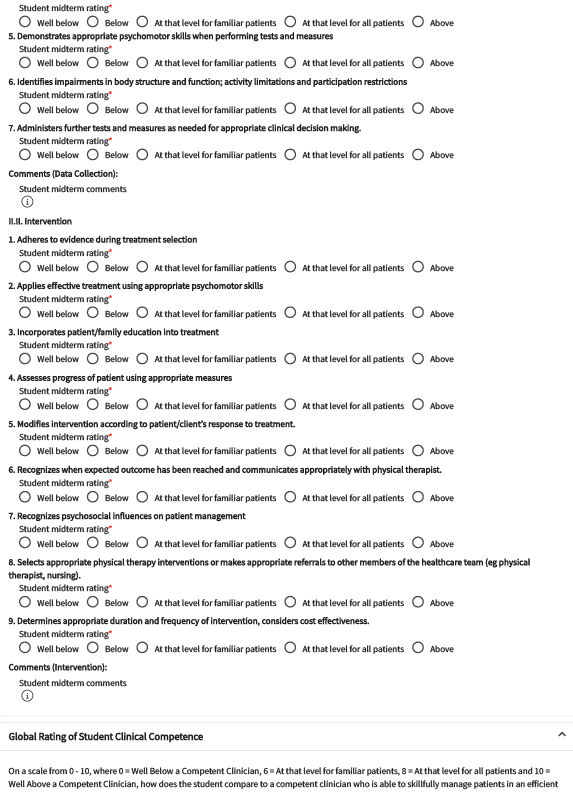 Student midterm rating*
Well below Below At that level for familiar patients At that level for all patients Above
5. Demonstrates appropriate psychomotor skills when performing tests and measures
Student midterm rating*
Well below Below At that level for familiar patients At that level for all patients Above
6. Identifies impairments in body structure and function; activity limitations and participation restrictions
Student midterm rating*
Well below Below At that level for familiar patients At that level for all patients Above
7. Administers further tests and measures as needed for appropriate clinical decision making.
Student midterm rating*
Well below Below At that level for familiar patients At that level for all patients Above
Comments (Data Collection):
Student midterm comments
i
II.II. Intervention
1. Adheres to evidence during treatment selection
Student midterm rating*
Well below Below At that level for familiar patients At that level for all patients Above
2. Applies effective treatment using appropriate psychomotor skills
Student midterm rating*
Well below Below At that level for familiar patients At that level for all patients Above
3. Incorporates patient/family education into treatment
Student midterm rating*
Well below Below At that level for familiar patients At that level for all patients Above
4. Assesses progress of patient using appropriate measures
Student midterm rating*
Well below Below At that level for familiar patients At that level for all patients Above
5. Modifies intervention according to patient/client's response to treatment.
Student midterm rating*
Well below Below At that level for familiar patients At that level for all patients Above
6. Recognizes when expected outcome has been reached and communicates appropriately with physical therapist.
Student midterm rating*
Well below Below At that level for familiar patients At that level for all patients Above
7. Recognizes psychosocial influences on patient management
Student midterm rating*
Well below Below At that level for familiar patients At that level for all patients Above
8. Selects appropriate physical therapy interventions or makes appropriate referrals to other members of the healthcare team (eg physical
therapist, nursing).
Student midterm rating*
Well below Below At that level for familiar patients At that level for all patients Above
9. Determines appropriate duration and frequency of intervention, considers cost effectiveness.
Student midterm rating*
Well below Below At that level for familiar patients At that level for all patients Above
Comments (Intervention):
Student midterm comments
i
Global Rating of Student Clinical Competence
On a scale from 0 - 10, where 0 = Well Below a Competent Clinician, 6 = At that level for familiar patients, 8 = At that level for all patients and 10 =
Well Above a Competent Clinician, how does the student compare to a competent clinician who is able to skillfully manage patients in an efficient